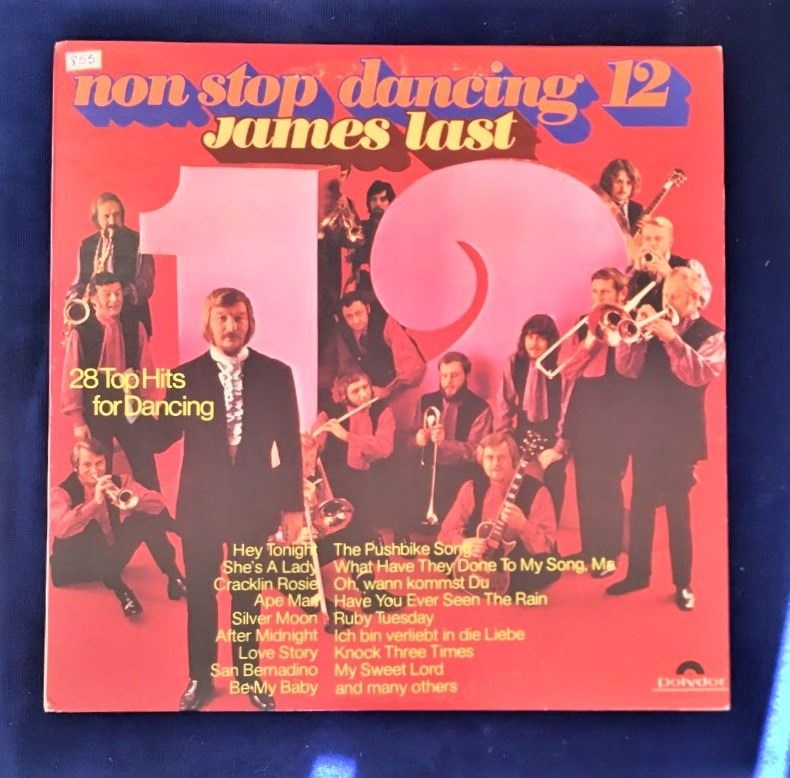 855
non stop dancing 12
James last
12
28 Top Hits
for Dancing
Hey Tonight
She's A Lady
Cracklin Rosie
Ape Man
Silver Moon
After Midnight
Love Story
San Bernadino
Be My Baby
The Pushbike Song
What Have They Done To My Song, Ma
Oh, wann kommst Du
Have You Ever Seen The Rain
Ruby Tuesday
Ich bin verliebt in die Liebe
Knock Three Times
My Sweet Lord
and many others
Polydor